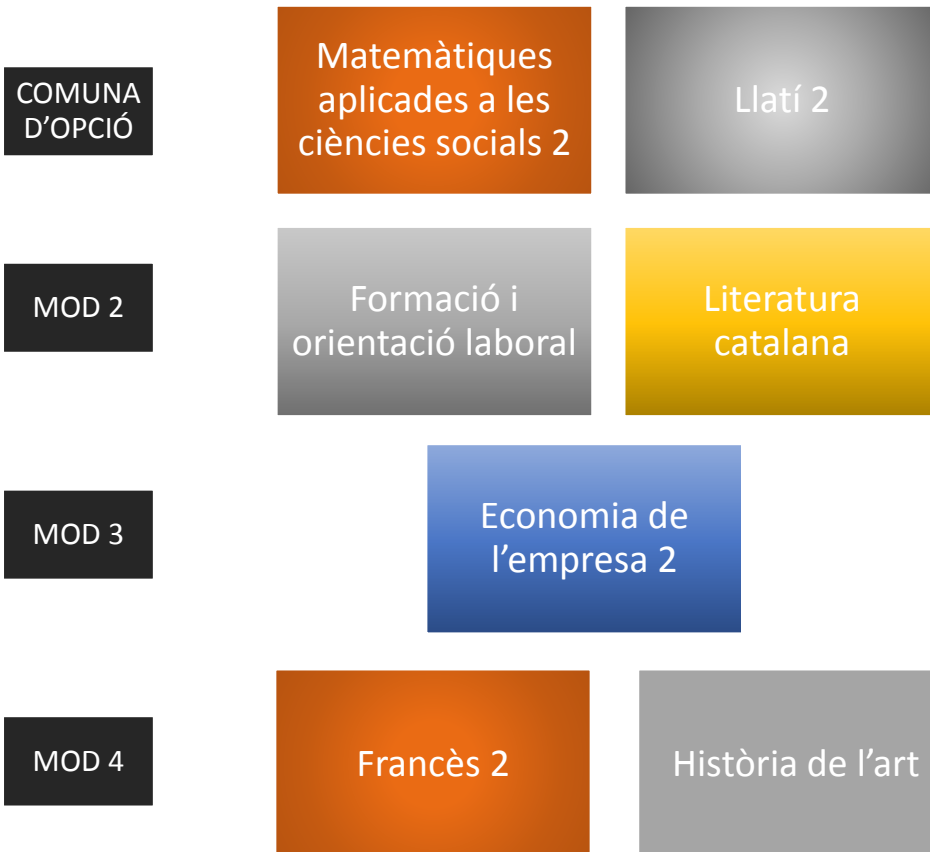 COMUNA
D’OPCIÓ
Matemàtiques
aplicades a les
ciències socials 2
Llatí 2
MOD 2
Formació i
orientació laboral
Literatura
catalana
MOD 3
Economia de
l’empresa 2
MOD 4
Francès 2
Història de l’art